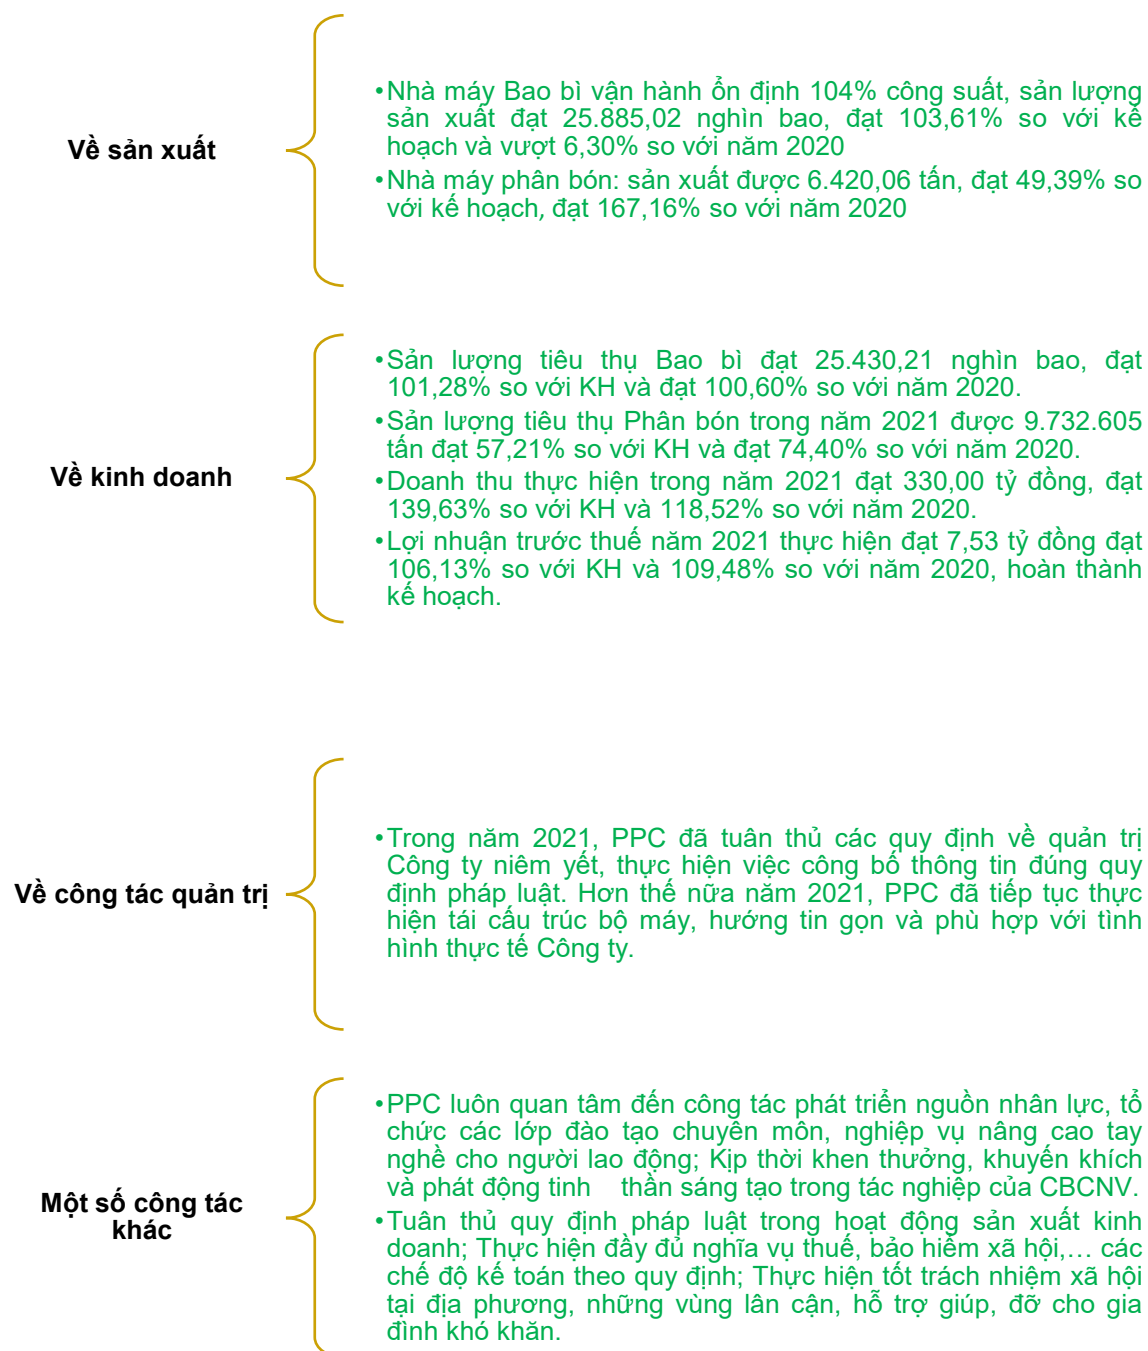 Về sản xuất
•Nhà máy Bao bì vận hành ổn định 104% công suất, sản lượng
sản xuất đạt 25.885,02 nghìn bao, đạt 103,61% so với kế
hoạch và vượt 6,30% so với năm 2020
•Nhà máy phân bón: sản xuất được 6.420,06 tấn, đạt 49,39% so
với kế hoạch, đạt 167,16% so với năm 2020
Về kinh doanh
•Sản lượng tiêu thụ Bao bì đạt 25.430,21 nghìn bao, đạt
101,28% so với KH và đạt 100,60% so với năm 2020.
•Sản lượng tiêu thụ Phân bón trong năm 2021 được 9.732.605
tấn đạt 57,21% so với KH và đạt 74,40% so với năm 2020.
•Doanh thu thực hiện trong năm 2021 đạt 330,00 tỷ đồng, đạt
139,63% so với KH và 118,52% so với năm 2020.
•Lợi nhuận trước thuế năm 2021 thực hiện đạt 7,53 tỷ đồng đạt
106,13% so với KH và 109,48% so với năm 2020, hoàn thành
kế hoạch.
Về công tác quản trị
•Trong năm 2021, PPC đã tuân thủ các quy định về quản trị
Công ty niêm yết, thực hiện việc công bố thông tin đúng quy
định pháp luật. Hơn thế nữa năm 2021, PPC đã tiếp tục thực
hiện tái cấu trúc bộ máy, hướng tin gọn và phù hợp với tình
hình thực tế Công ty.
Một số công tác
khác
•PPC luôn quan tâm đến công tác phát triển nguồn nhân lực, tổ
chức các lớp đào tạo chuyên môn, nghiệp vụ nâng cao tay
nghề cho người lao động; Kịp thời khen thưởng, khuyến khích
và phát động tinh thần sáng tạo trong tác nghiệp của CBCNV.
•Tuân thủ quy định pháp luật trong hoạt động sản xuất kinh
doanh; Thực hiện đầy đủ nghĩa vụ thuế, bảo hiểm xã hội,… các
chế độ kế toán theo quy định; Thực hiện tốt trách nhiệm xã hội
tại địa phương, những vùng lân cận, hỗ trợ giúp, đỡ cho gia
đình khó khăn.